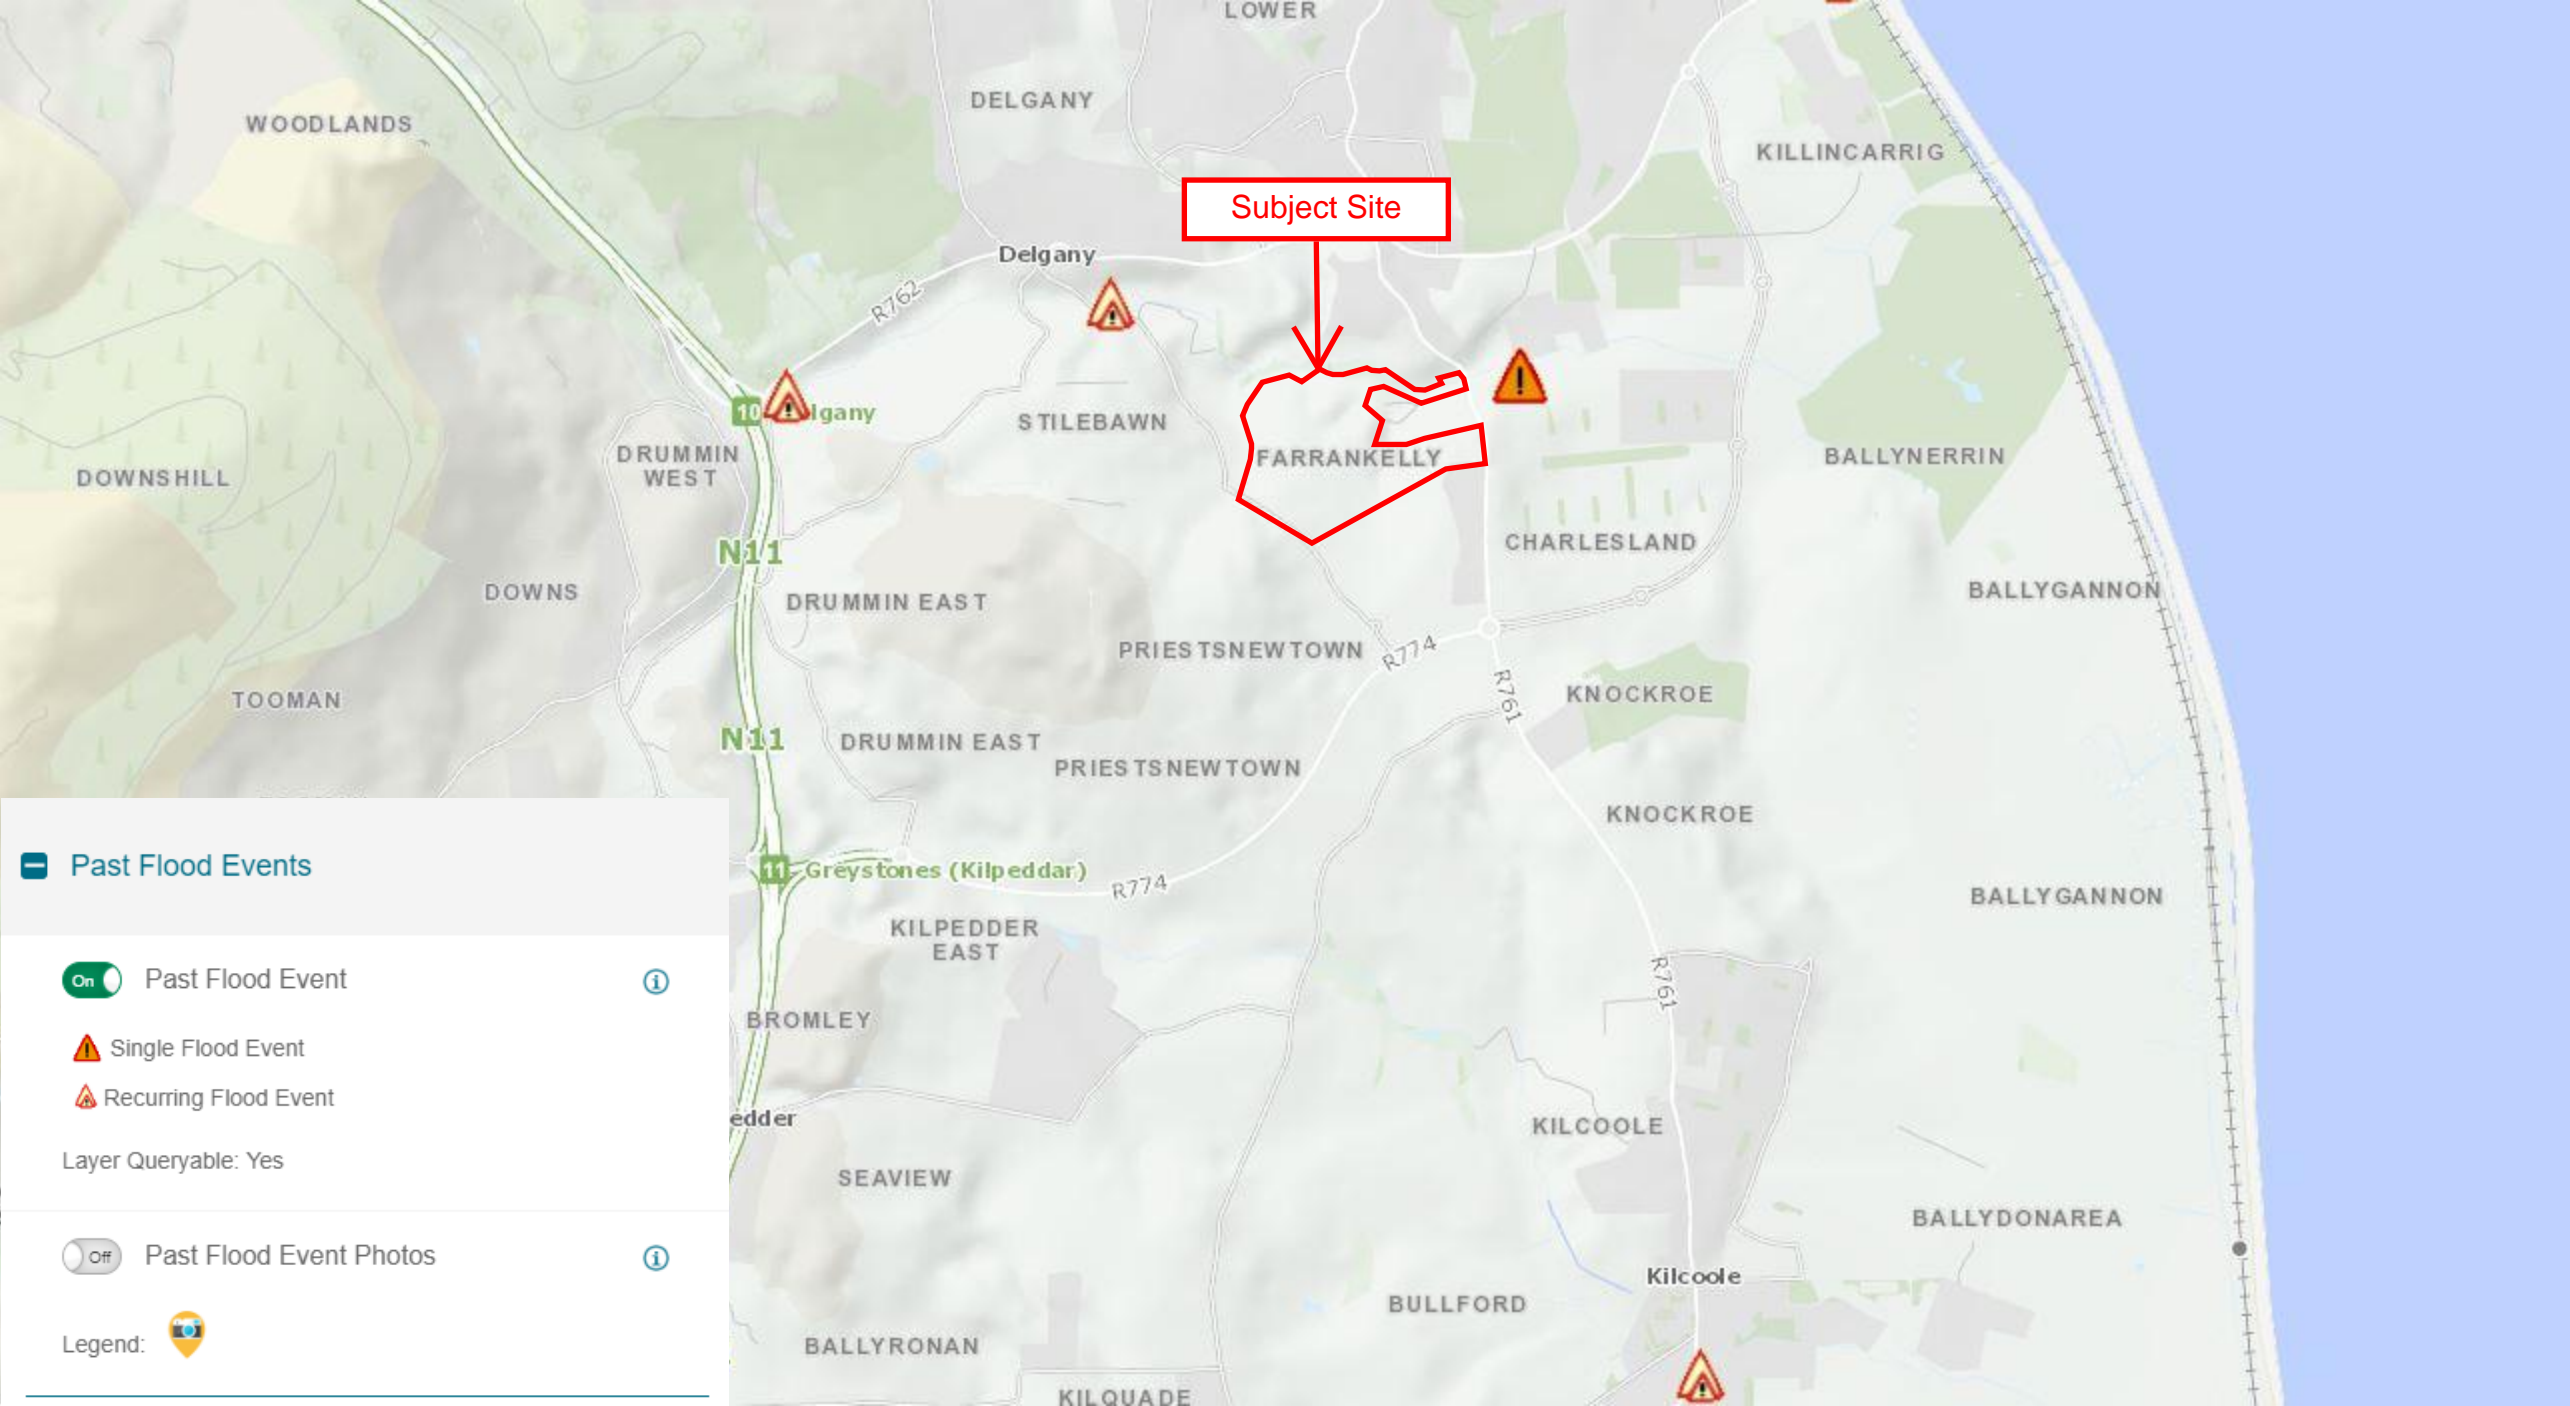 LOWER
DELGANY
WOODLANDS
KILLINCARRIG
Subject Site
Delgany
R762
10
lgany
STILEBAWN
DRUMMIN
WEST
FARRANKELLY
BALLYNERRIN
DOWNSHILL
CHARLESLAND
N11
DOWNS
DRUMMIN EAST
BALLYGANNON
PRIESTSNEWTOWN
R774
TOOMAN
R761
KNOCKROE
N11
DRUMMIN EAST
PRIESTSNEWTOWN
KNOCKROE
11
Greystones (Kilpeddar)
R774
BALLYGANNON
KILPEDDER
EAST
R761
BROMLEY
edder
KILCOOLE
SEAVIEW
BALLYDONAREA
Kilcoole
BULLFORD
BALLYRONAN
KILQUADE
Past Flood Events
On
Past Flood Event
Single Flood Event
Recurring Flood Event
Layer Queryable: Yes
Off
Past Flood Event Photos
Legend: